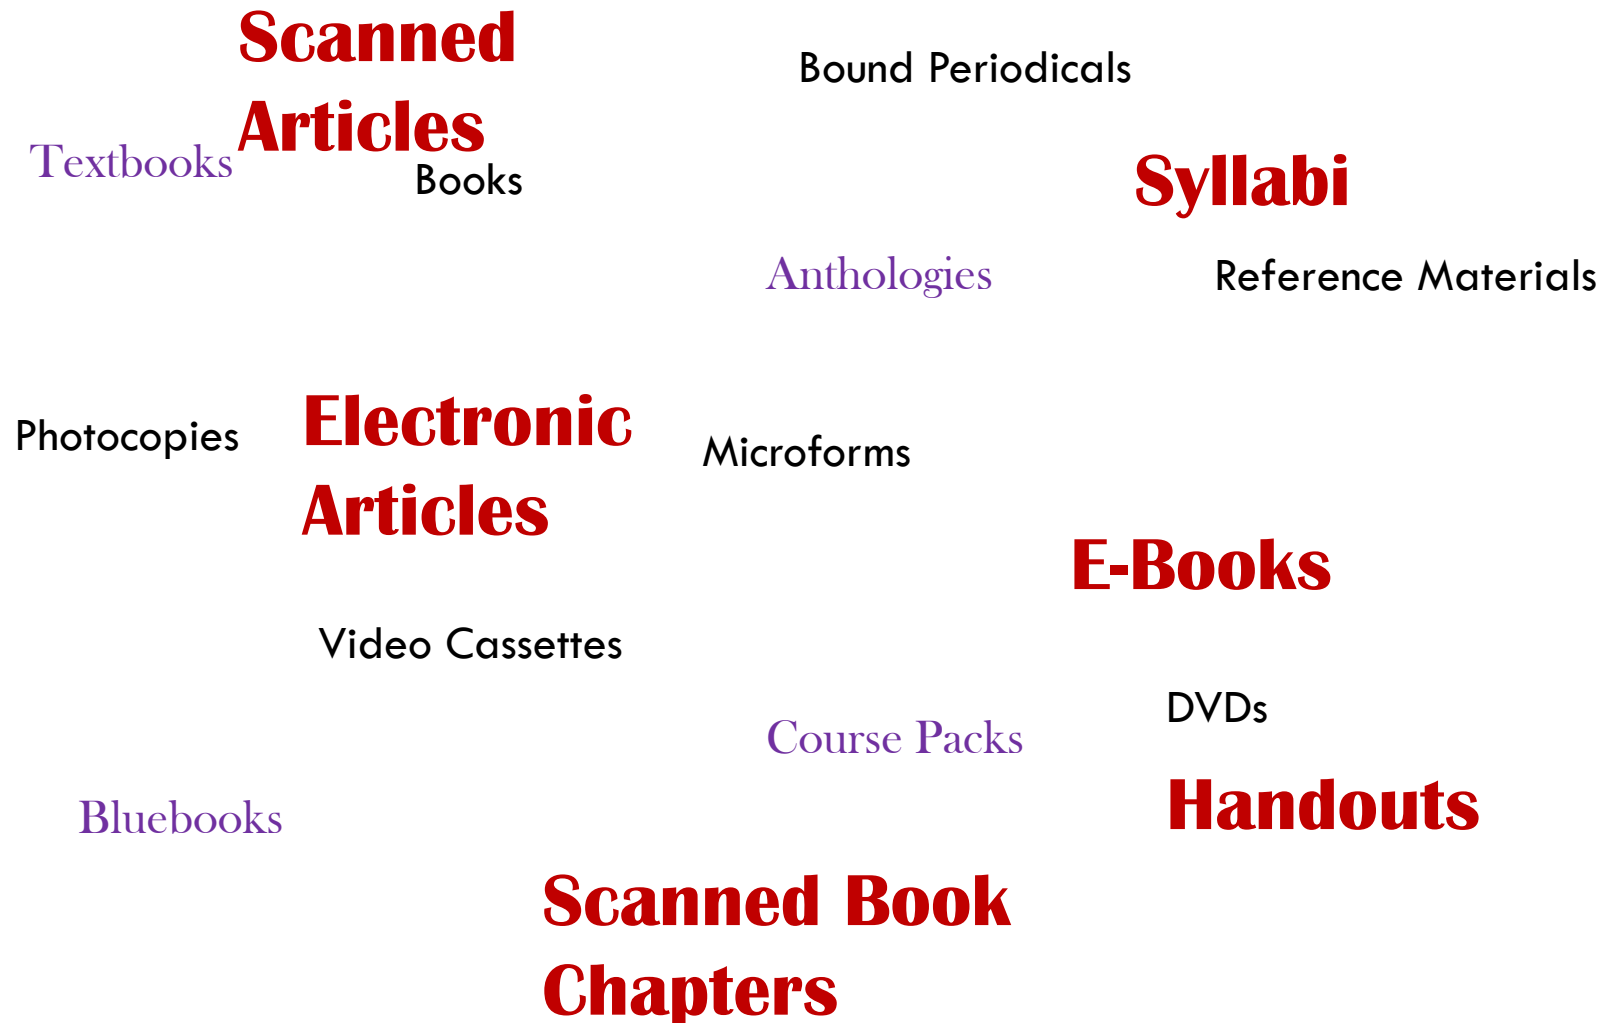 Scanned
Articles
Bound Periodicals
Textbooks
Books
Syllabi
Anthologies
Reference Materials
Electronic
Articles
Photocopies
Microforms
E-Books
Video Cassettes
DVDs
Course Packs
Handouts
Bluebooks
Scanned Book
Chapters